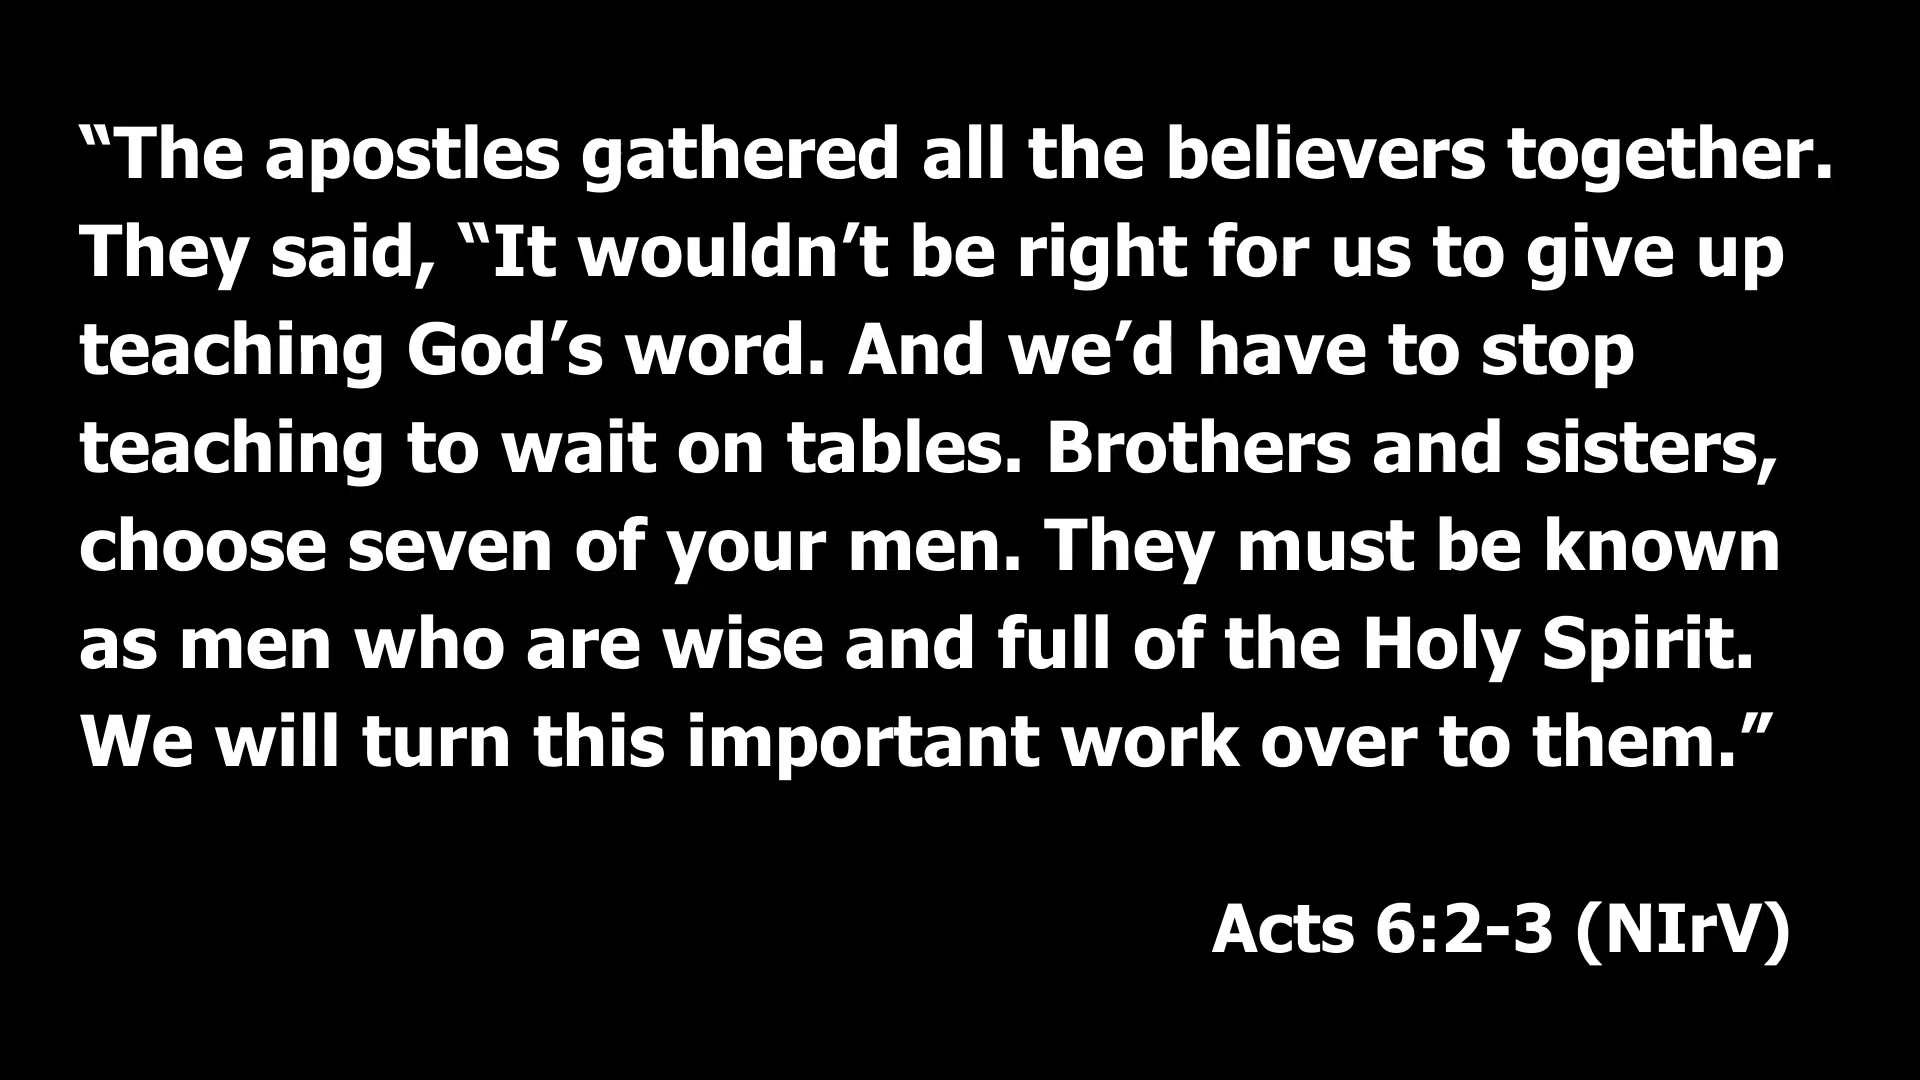 “The apostles gathered all the believers together.
They said, “It wouldn’t be right for us to give up
teaching God’s word. And we’d have to stop
teaching to wait on tables. Brothers and sisters,
choose seven of your men. They must be known
as men who are wise and full of the Holy Spirit.
We will turn this important work over to them.”
Acts 6:2-3 (NIrV)